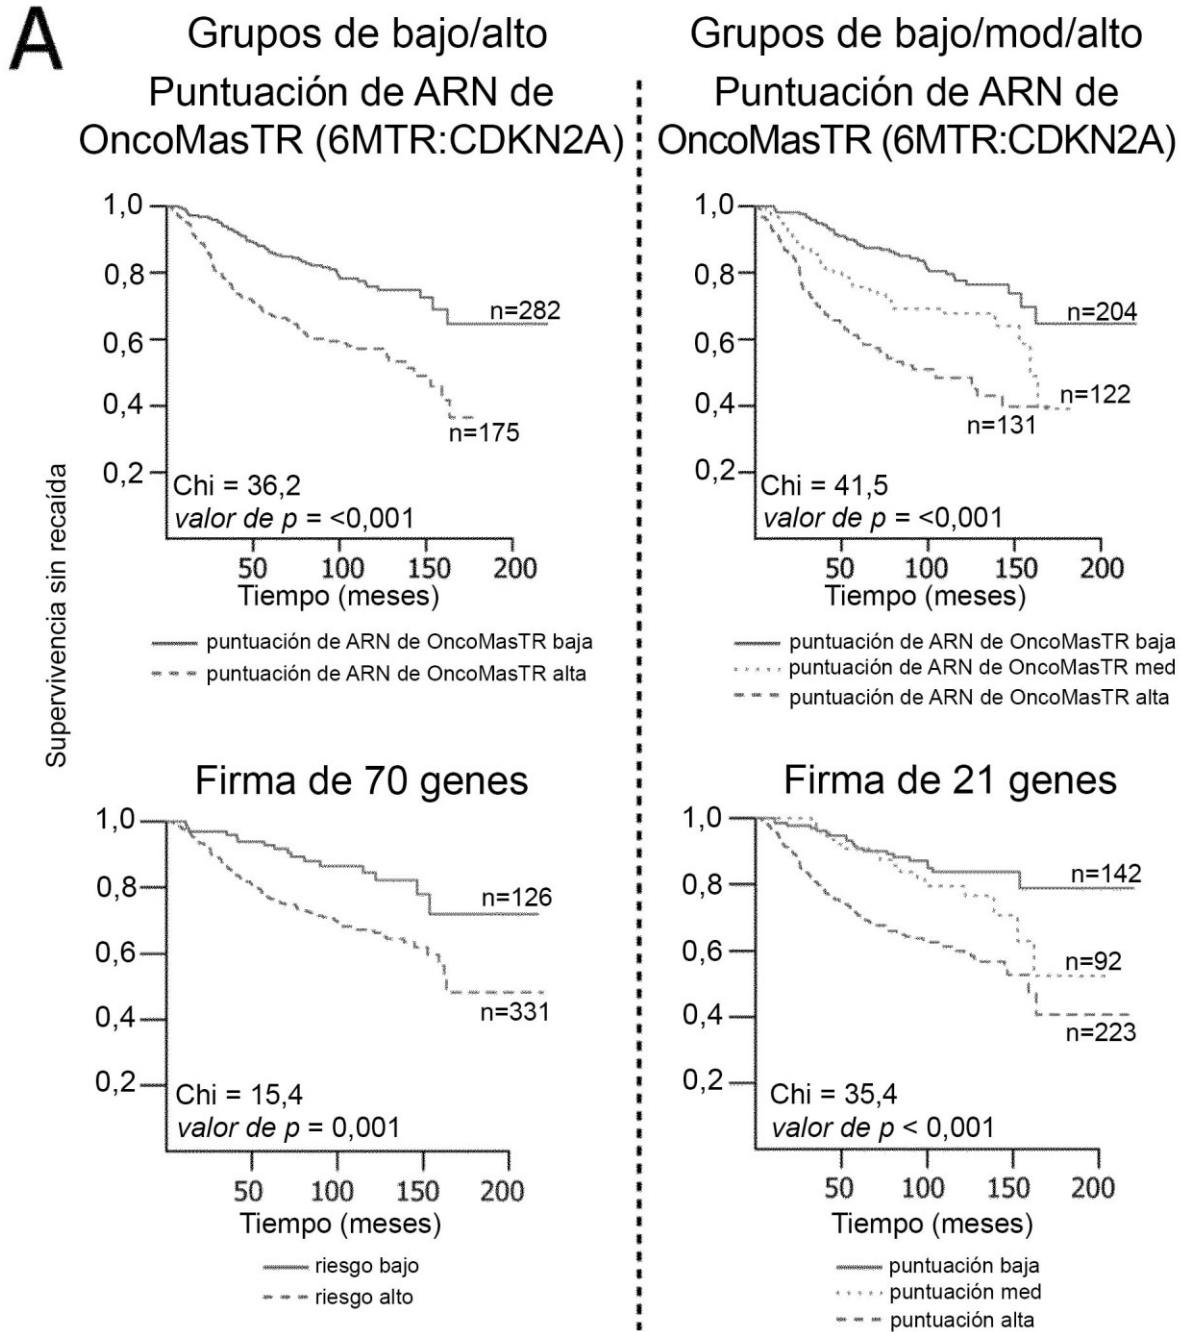 A
Grupos de bajo/alto
Puntuación de ARN de
OncoMasTR (6MTR:CDKN2A)
1,0
0,8
0,6
0,4
0,2
n=282
n=175
Chi = 36,2
valor de p = <0,001
50 100 150 200
Tiempo (meses)
puntuación de ARN de OncoMasTR baja
puntuación de ARN de OncoMasTR alta
Grupos de bajo/mod/alto
Puntuación de ARN de
OncoMasTR (6MTR:CDKN2A)
1,0
0,8
0,6
0,4
0,2
n=204
n=122
n=131
Chi = 41,5
valor de p = <0,001
50 100 150 200
Tiempo (meses)
puntuación de ARN de OncoMasTR baja
puntuación de ARN de OncoMasTR med
puntuación de ARN de OncoMasTR alta
Supervivencia sin recaída
Firma de 70 genes
1,0
0,8
0,6
0,4
0,2
n=126
n=331
Chi = 15,4
valor de p = 0,001
50 100 150 200
Tiempo (meses)
riesgo bajo
riesgo alto
Firma de 21 genes
1,0
0,8
0,6
0,4
0,2
n=142
n=92
n=223
Chi = 35,4
valor de p < 0,001
50 100 150 200
Tiempo (meses)
puntuación baja
puntuación med
puntuación alta